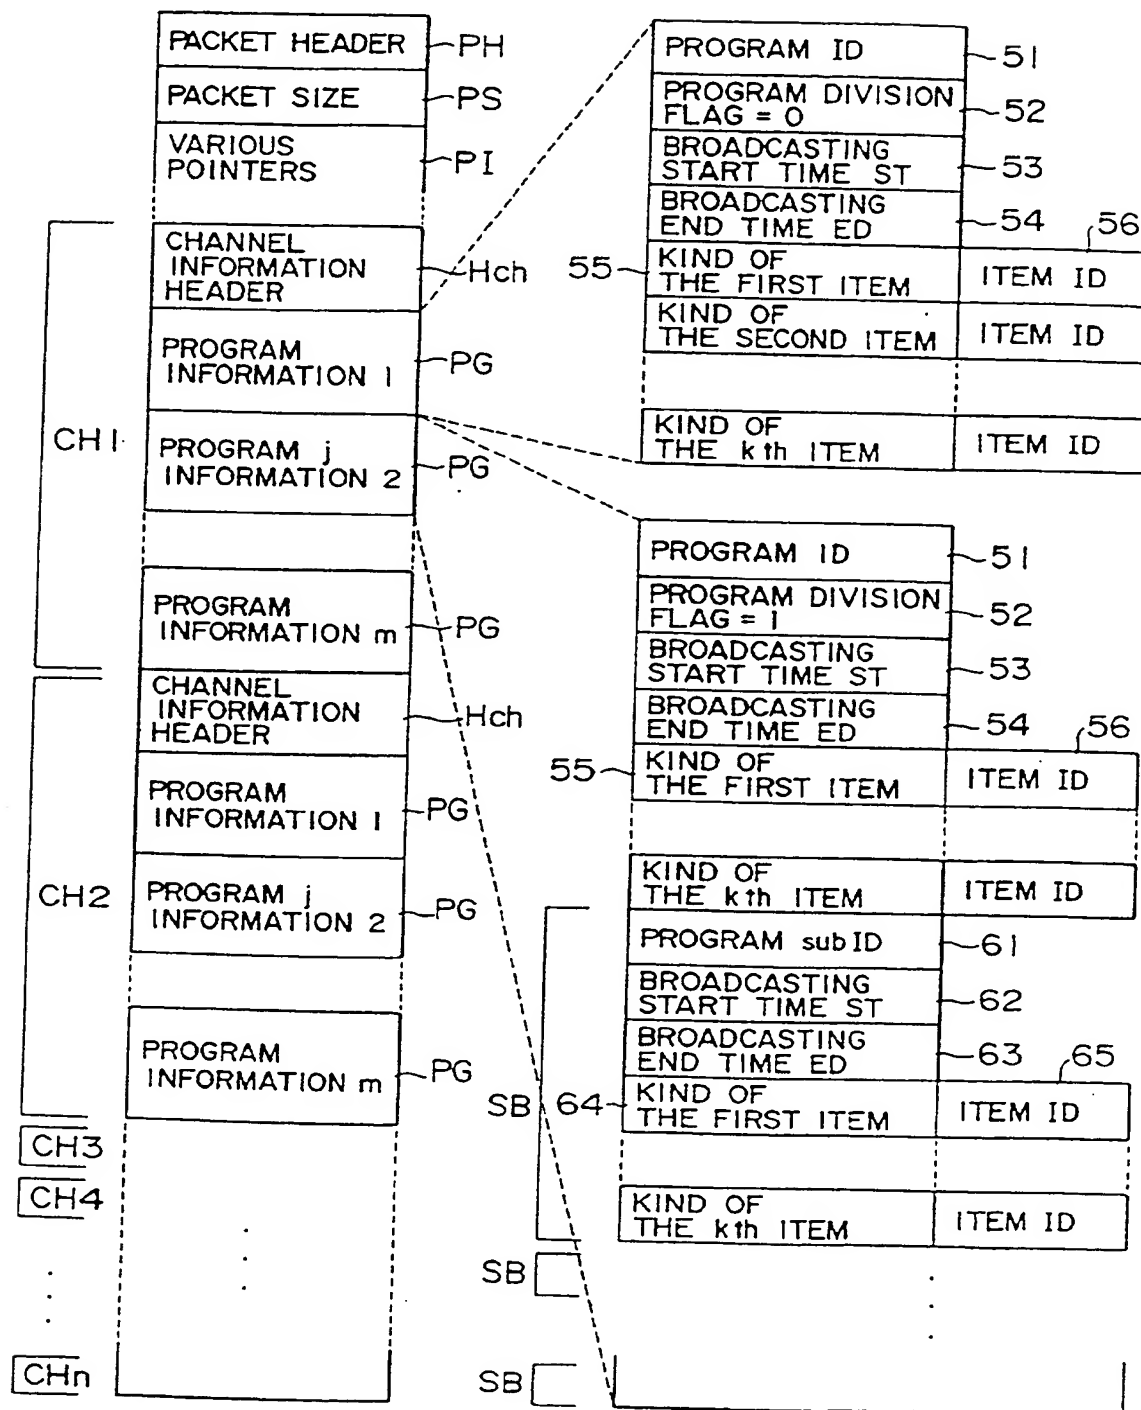 PACKET HEADER
PH
PACKET SIZE
PS
VARIOUS
POINTERS
PI
CH1
CHANNEL
INFORMATION
HEADER
Hch
PROGRAM
INFORMATION 1
PG
PROGRAM j
INFORMATION 2
PG
PROGRAM
INFORMATION m
PG
CH2
CHANNEL
INFORMATION
HEADER
Hch
PROGRAM
INFORMATION 1
PG
PROGRAM j
INFORMATION 2
PG
PROGRAM
INFORMATION m
PG
CH3
CH4
CHn
PROGRAM ID
51
PROGRAM DIVISION
FLAG = 0
52
BROADCASTING
START TIME ST
53
BROADCASTING
END TIME ED
54
56
55
KIND OF
THE FIRST ITEM
ITEM ID
KIND OF
THE SECOND ITEM
ITEM ID
KIND OF
THE kth ITEM
ITEM ID
PROGRAM ID
51
PROGRAM DIVISION
FLAG = 1
52
BROADCASTING
START TIME ST
53
BROADCASTING
END TIME ED
54
56
55
KIND OF
THE FIRST ITEM
ITEM ID
KIND OF
THE kth ITEM
ITEM ID
SB
PROGRAM subID
61
BROADCASTING
START TIME ST
62
BROADCASTING
END TIME ED
63
65
64
KIND OF
THE FIRST ITEM
ITEM ID
KIND OF
THE kth ITEM
ITEM ID
SB
SB